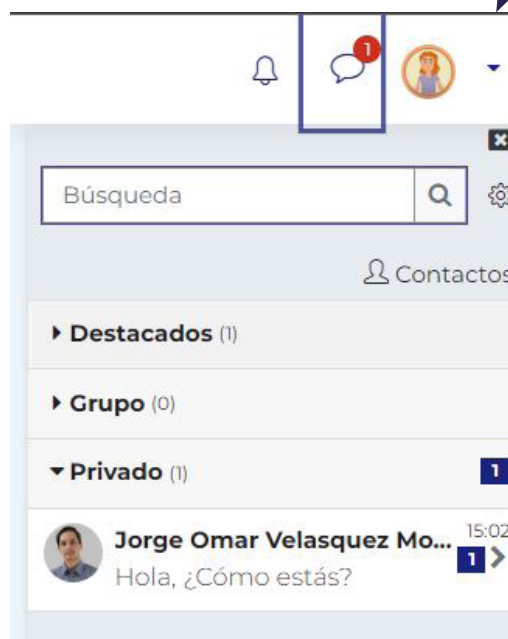 1
Búsqueda
Contactos
Destacados (1)
Grupo (0)
Privado (1) 1
Jorge Omar Velasquez Mo... 15:02
Hola, ¿Cómo estás? 1